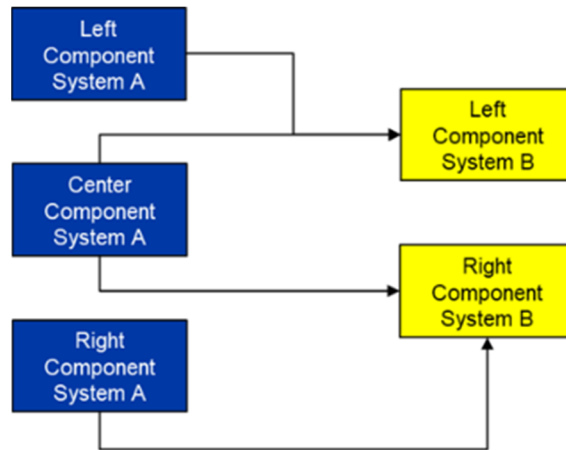 Left
Component
System A
Left
Component
System B
Center
Component
System A
Right
Component
System B
Right
Component
System A